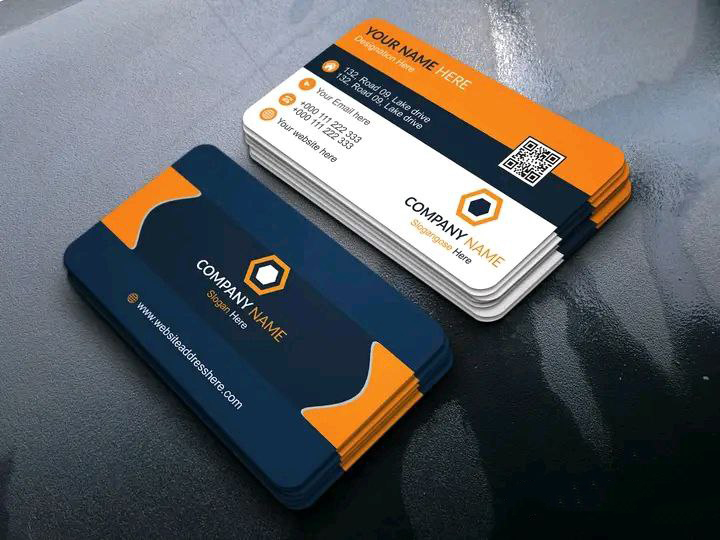 YOUR NAME HERE
Designation Here
132, Road 09, Lake drive
132, Road 09, Lake drive
Your Email here
+000 111 222 333
+000 111 222 333
Your website here
COMPANY NAME
Slogangase Here
COMPANY NAME
Slogan Here
www.websiteaddresshere.com